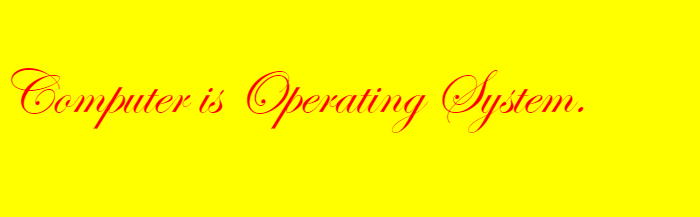 Computer is Operating System.